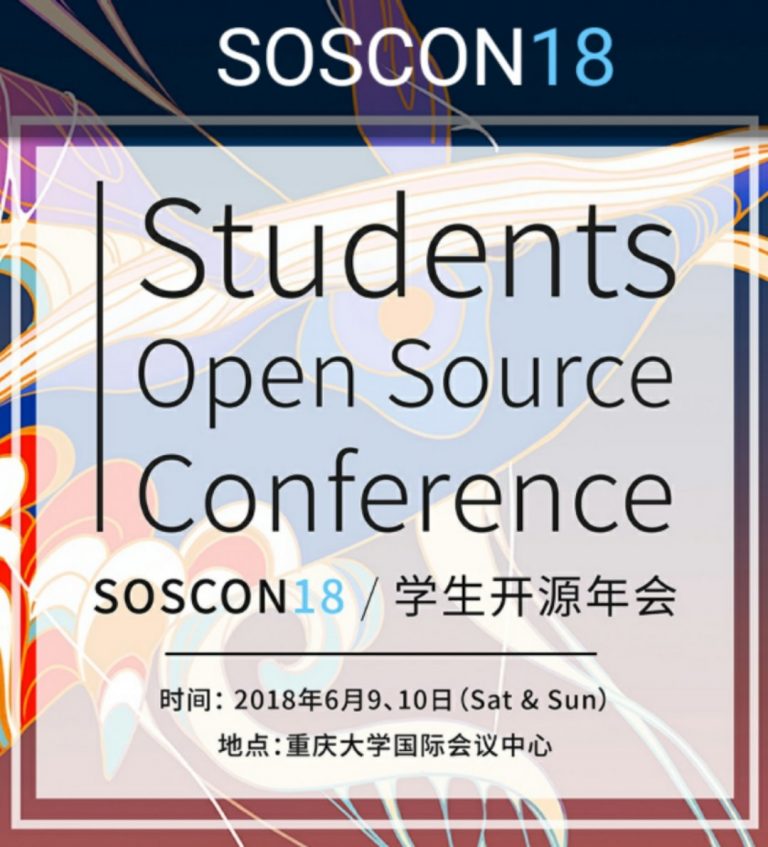 SOSCON18
Students
Open Source
Conference
SOSCON18 / 学生开源年会
时间：2018年6月9、10日（Sat & Sun）
地点：重庆大学国际会议中心